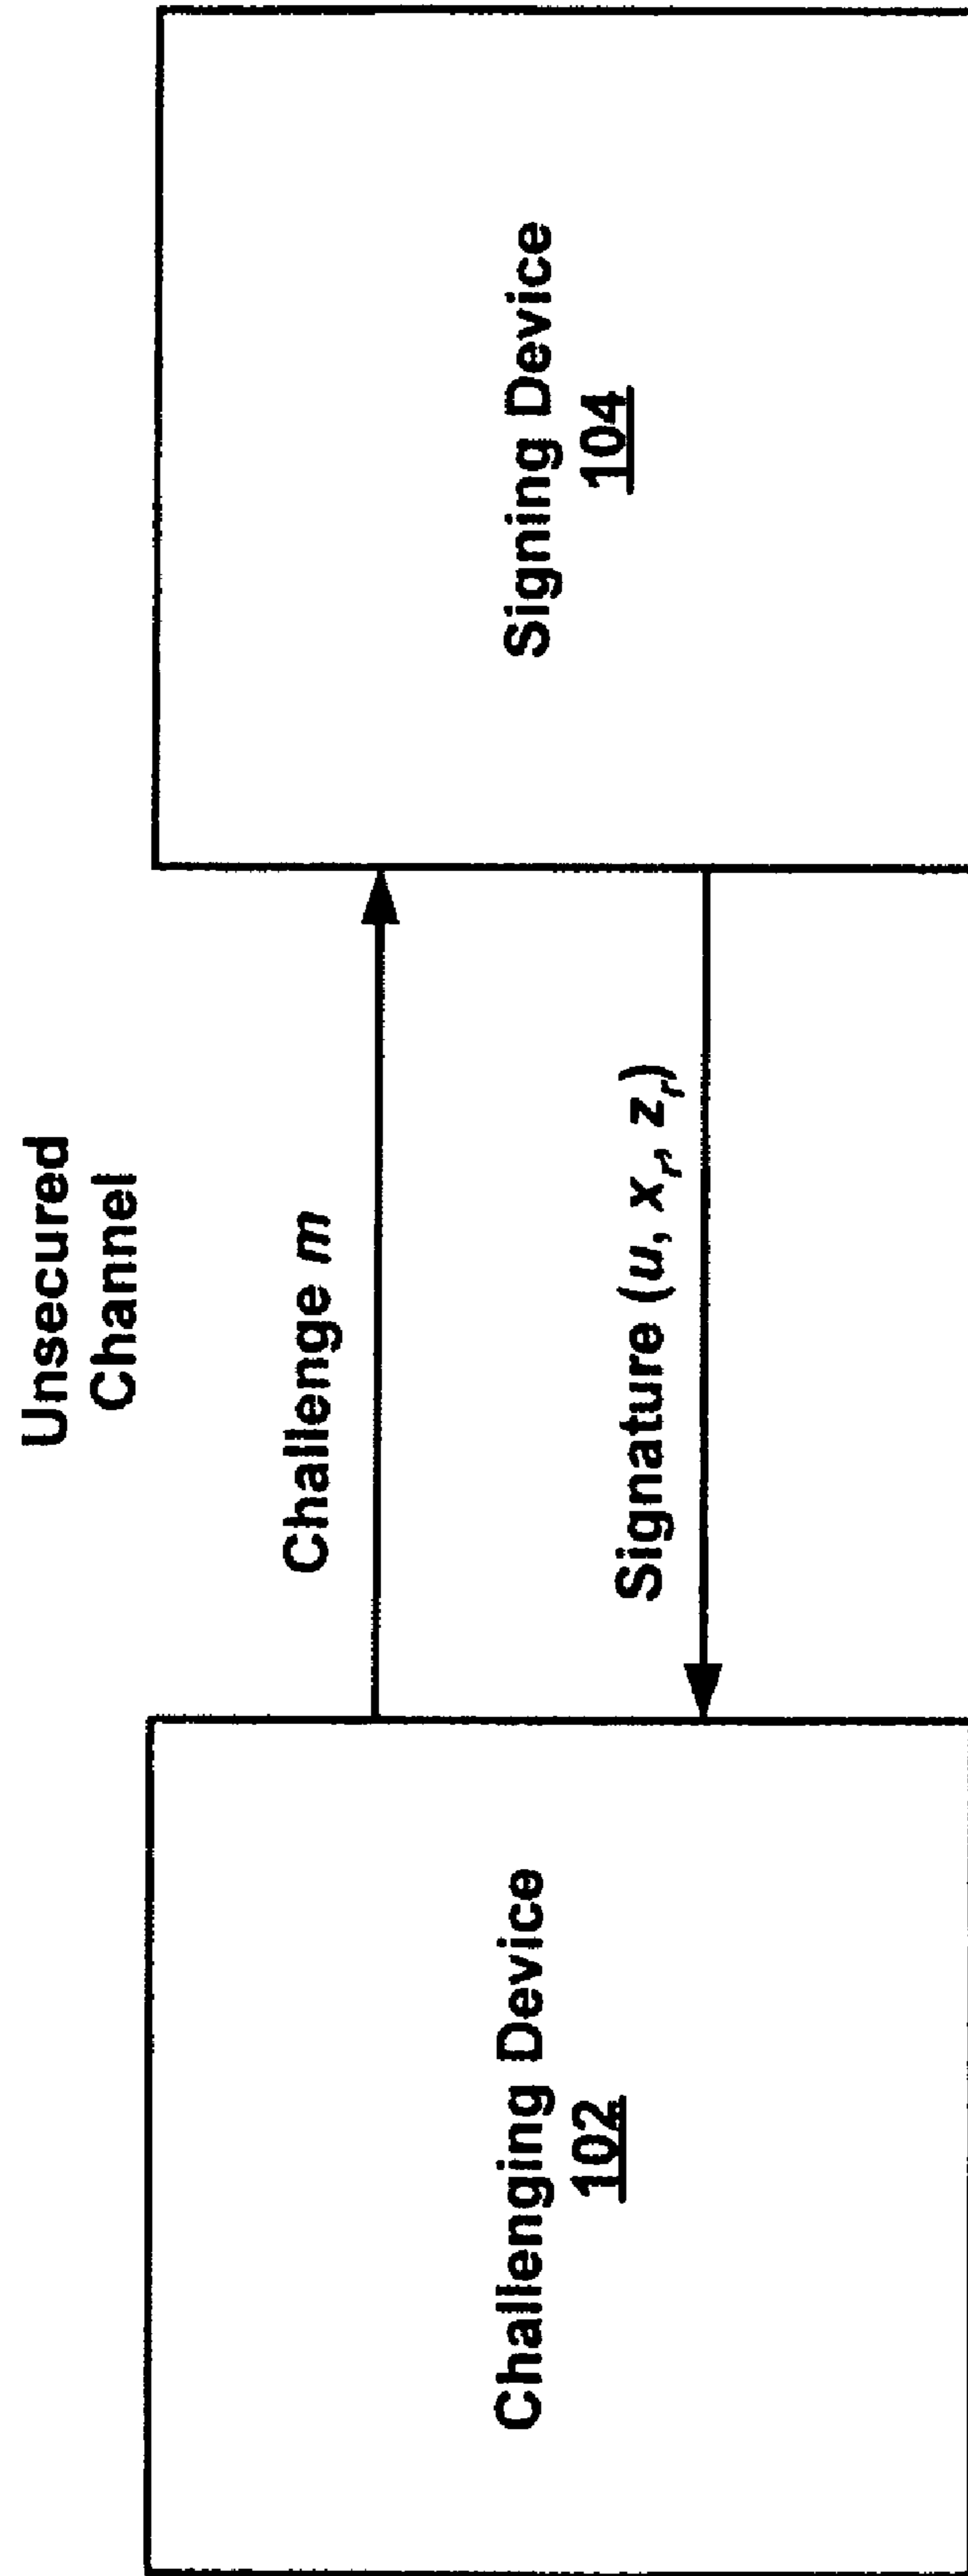 Unsecured
Channel
Challenging Device
102
Challenge m
Signature (u, xᵣ, zᵣ)
Signing Device
104